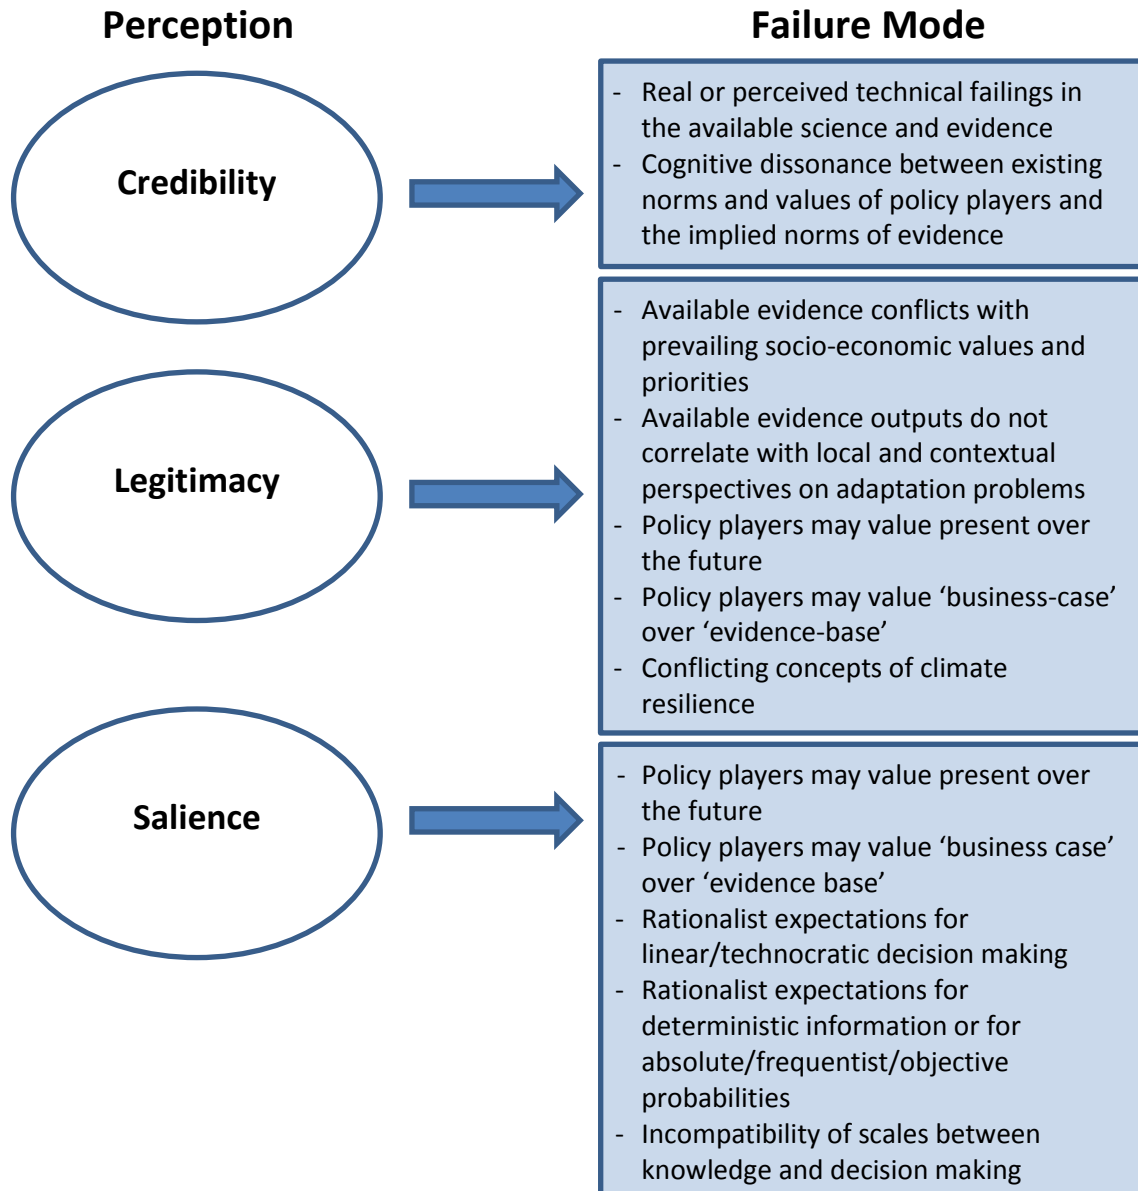 Perception
Failure Mode
Credibility
- Real or perceived technical failings in
the available science and evidence
- Cognitive dissonance between existing
norms and values of policy players and
the implied norms of evidence
Legitimacy
- Available evidence conflicts with
prevailing socio-economic values and
priorities
- Available evidence outputs do not
correlate with local and contextual
perspectives on adaptation problems
- Policy players may value present over
the future
- Policy players may value ‘business-case’
over ‘evidence-base’
- Conflicting concepts of climate
resilience
Salience
- Policy players may value present over
the future
- Policy players may value ‘business case’
over ‘evidence base’
- Rationalist expectations for
linear/technocratic decision making
- Rationalist expectations for
deterministic information or for
absolute/frequentist/objective
probabilities
- Incompatibility of scales between
knowledge and decision making